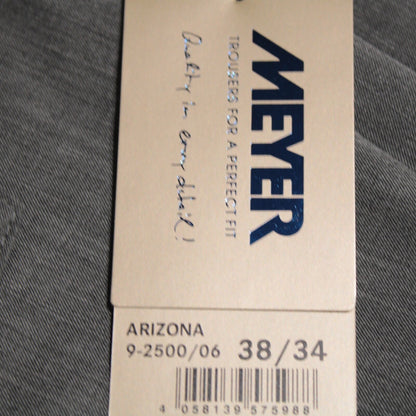 MEYER
TROUSERS FOR A PERFECT FIT
Quality in every detail!
ARIZONA
9-2500/06 38/34
4 058139 575988